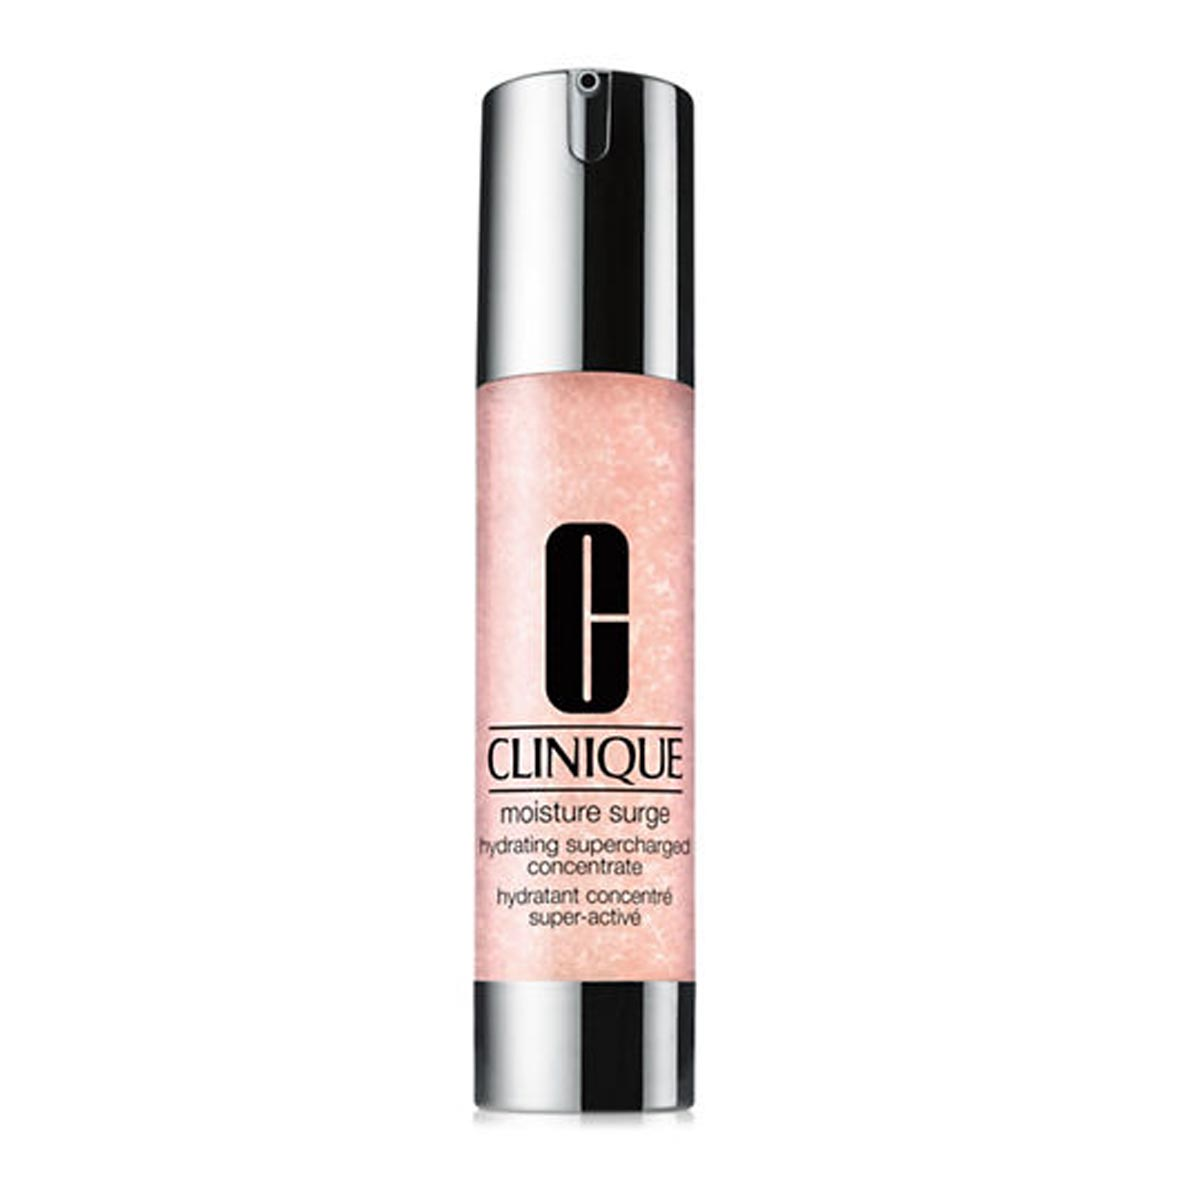 C
CLINIQUE
moisture surge
hydrating supercharged
concentrate
hydratant concentré
super-activé